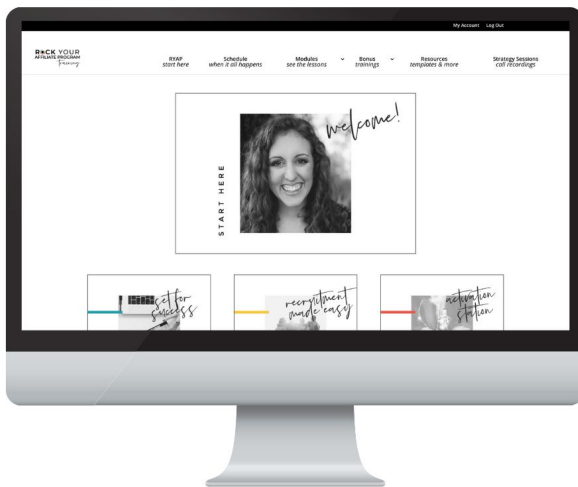 My Account Log Out
ROCK YOUR
AFFILIATE PROGRAM
Training
RYAP
start here
Schedule
when it all happens
Modules
see the lessons
Bonus
trainings
Resources
templates & more
Strategy Sessions
call recordings
welcome!
START HERE
set for
success
recruitment
made easy
activation
station